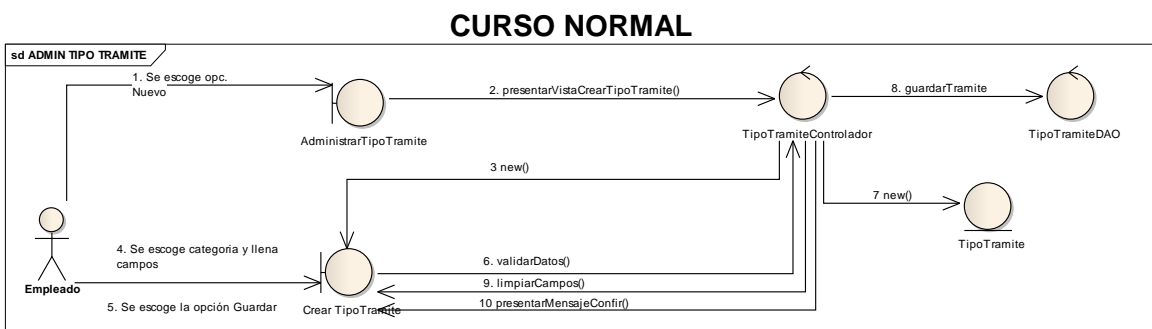 CURSO NORMAL
sd ADMIN TIPO TRAMITE
1. Se escoge opc.
Nuevo
2. presentarVistaCrearTipoTramite()
8. guardarTramite
AdministrarTipoTramite
TipoTramiteControlador
TipoTramiteDAO
3 new()
7 new()
TipoTramite
4. Se escoge categoria y llena
campos
Empleado
5. Se escoge la opción Guardar
6. validarDatos()
9. limpiarCampos()
10 presentarMensajeConfir()
Crear TipoTramite